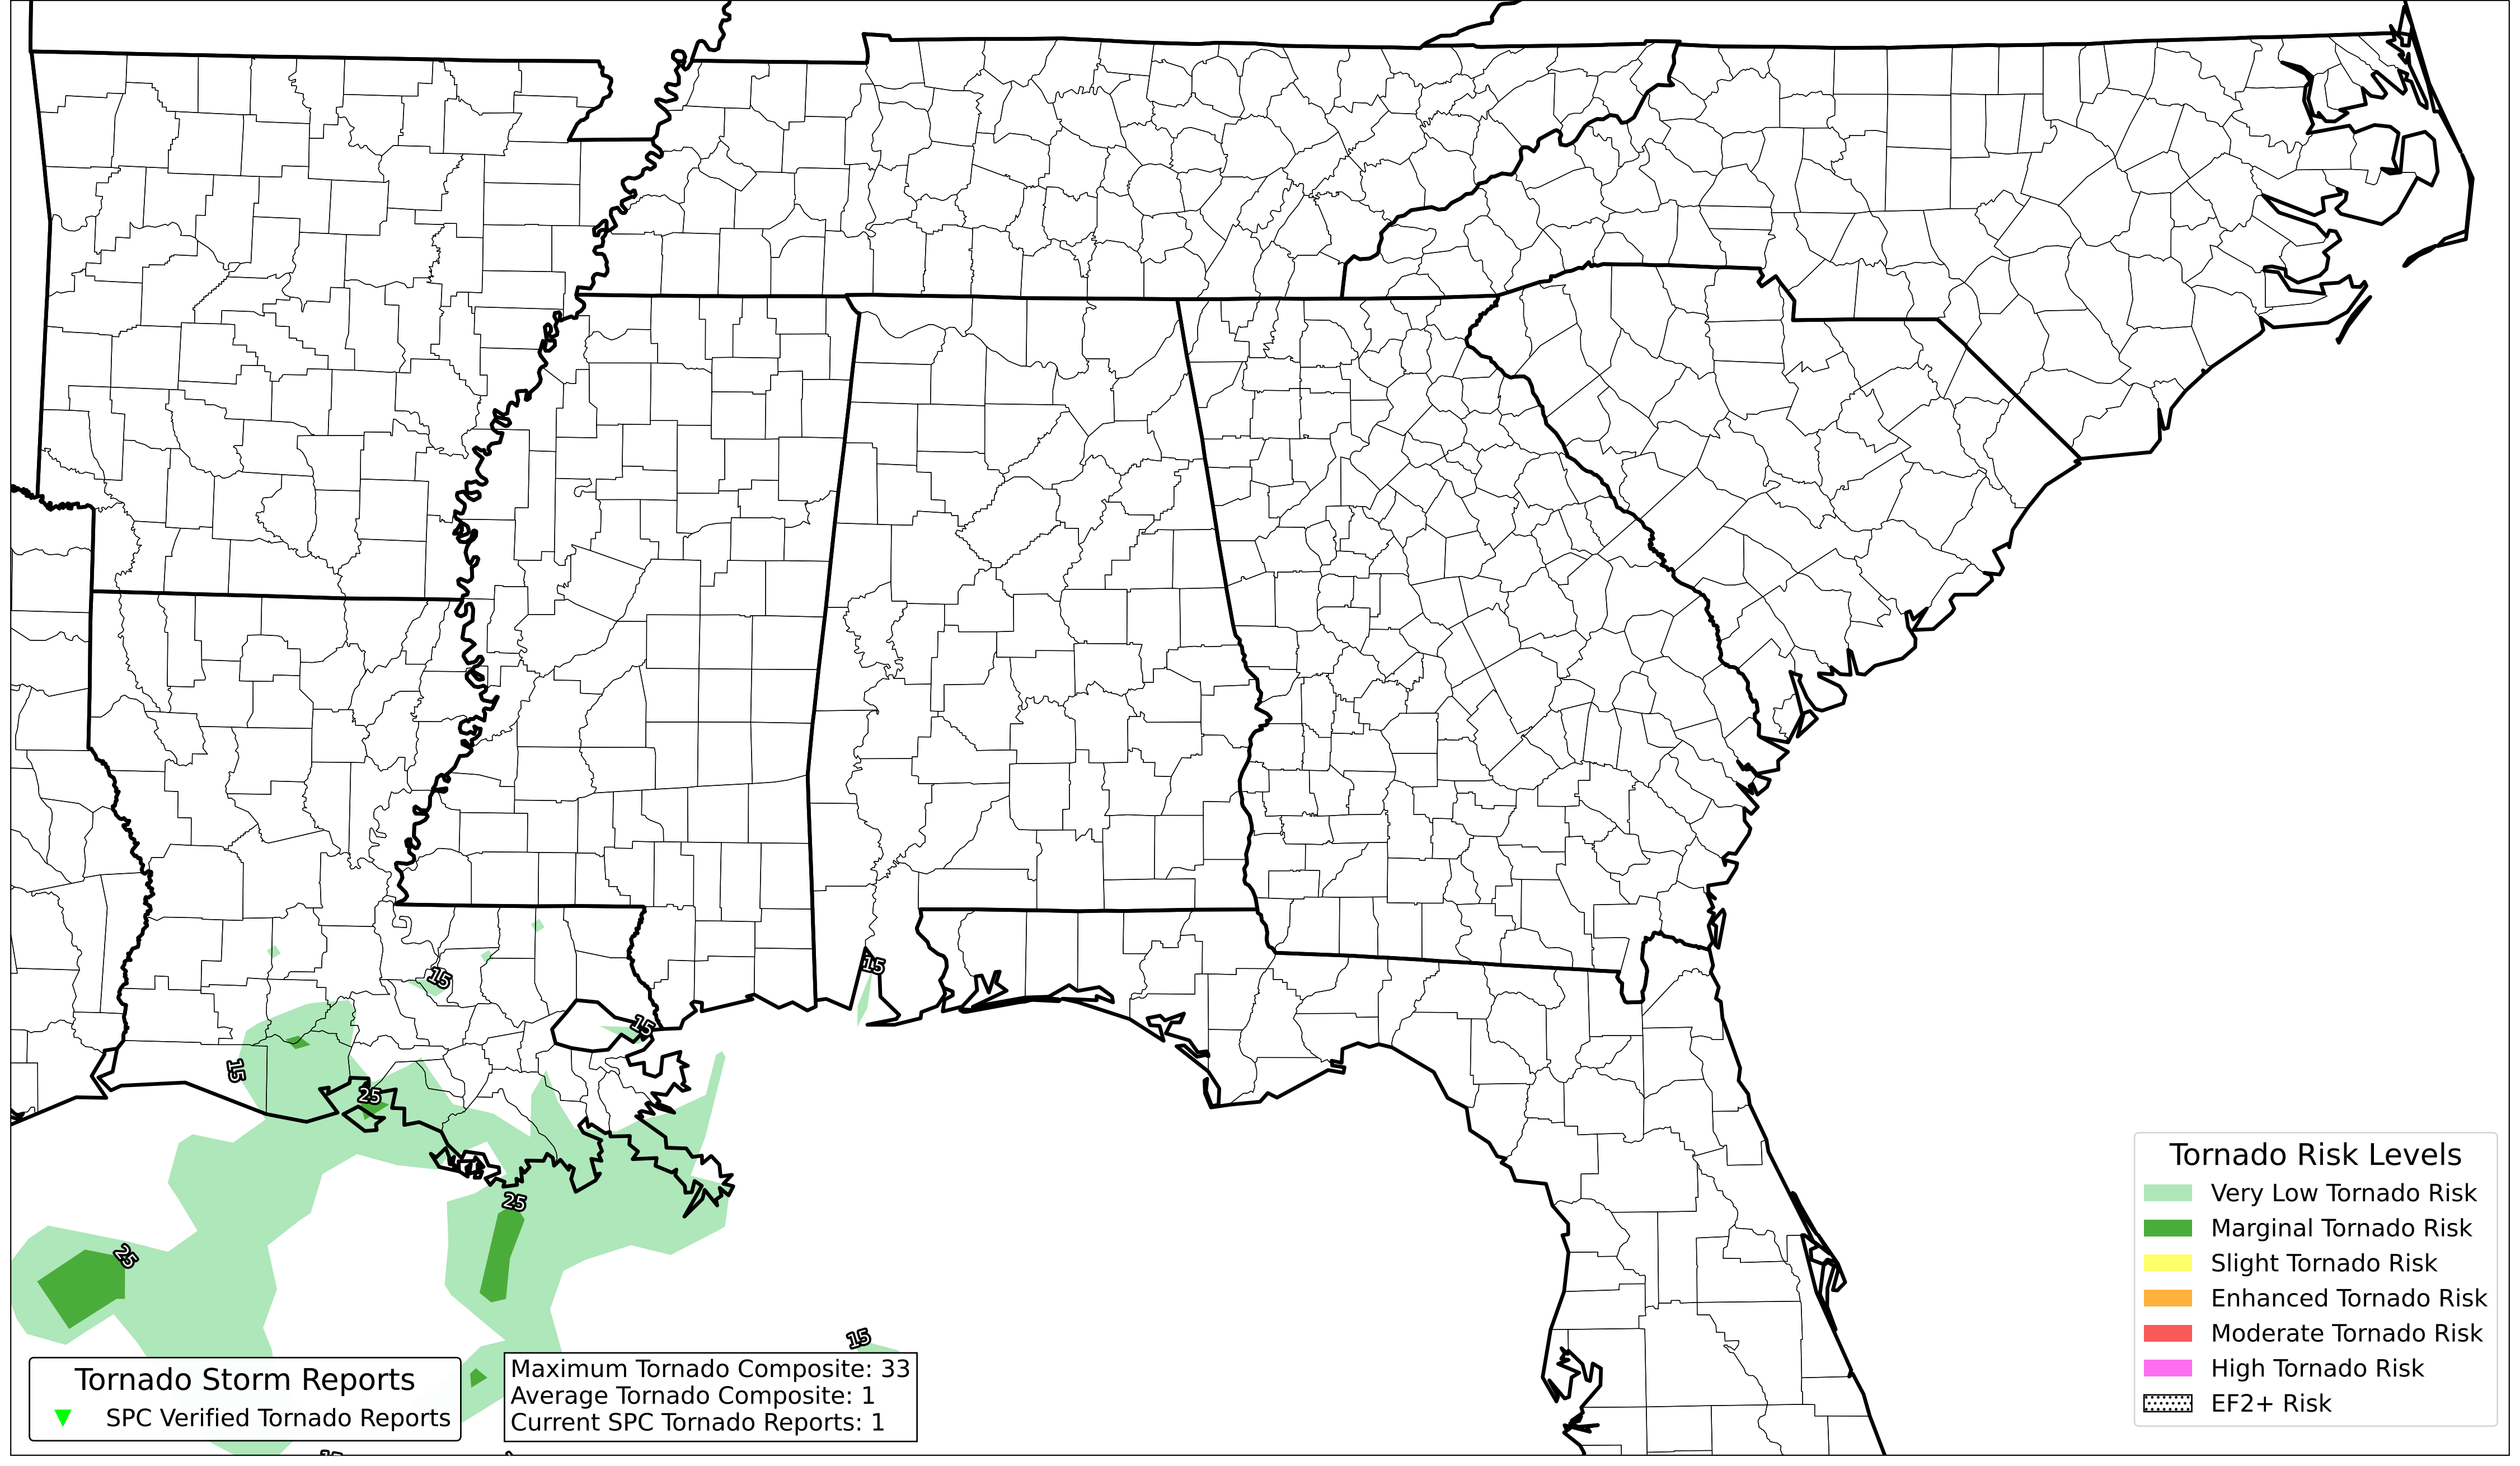 15
15
15
15
25
25
25
15
Tornado Storm Reports
SPC Verified Tornado Reports
Maximum Tornado Composite: 33
Average Tornado Composite: 1
Current SPC Tornado Reports: 1
Tornado Risk Levels
Very Low Tornado Risk
Marginal Tornado Risk
Slight Tornado Risk
Enhanced Tornado Risk
Moderate Tornado Risk
High Tornado Risk
EF2+ Risk